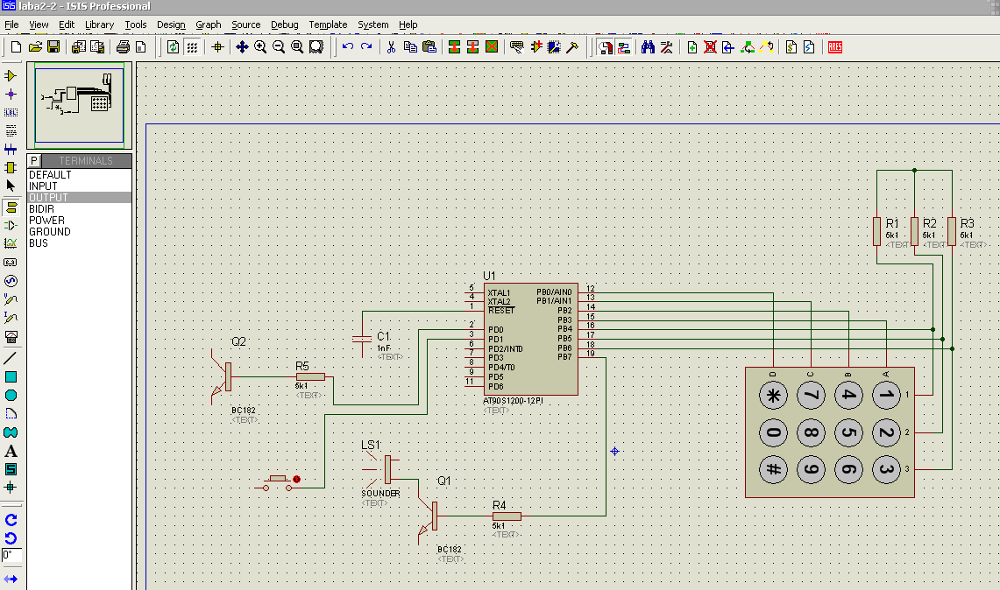 laba2-2 - ISIS Professional
File View Edit Library Tools Design Graph Source Debug Template System Help
LBL
ARES
P TERMINALS
DEFAULT
INPUT
OUTPUT
BIDIR
POWER
GROUND
BUS
A
S
0°
R1
5k1
<TEXT>
R2
5k1
<TEXT>
R3
5k1
<TEXT>
U1
5 XTAL1
4 XTAL2
1 RESET
2 PD0
3 PD1
6 PD2/INT0
7 PD3
8 PD4/T0
9 PD5
11 PD6
PB0/AIN0 12
PB1/AIN1 13
PB2 14
PB3 15
PB4 16
PB5 17
PB6 18
PB7 19
AT90S1200-12PI
<TEXT>
C1
1nF
<TEXT>
Q2
BC182
<TEXT>
R5
5k1
<TEXT>
LS1
SOUNDER
<TEXT>
Q1
BC182
<TEXT>
R4
5k1
<TEXT>
D C B A
* 7 4 1 1
0 8 5 2 2
# 9 6 3 3